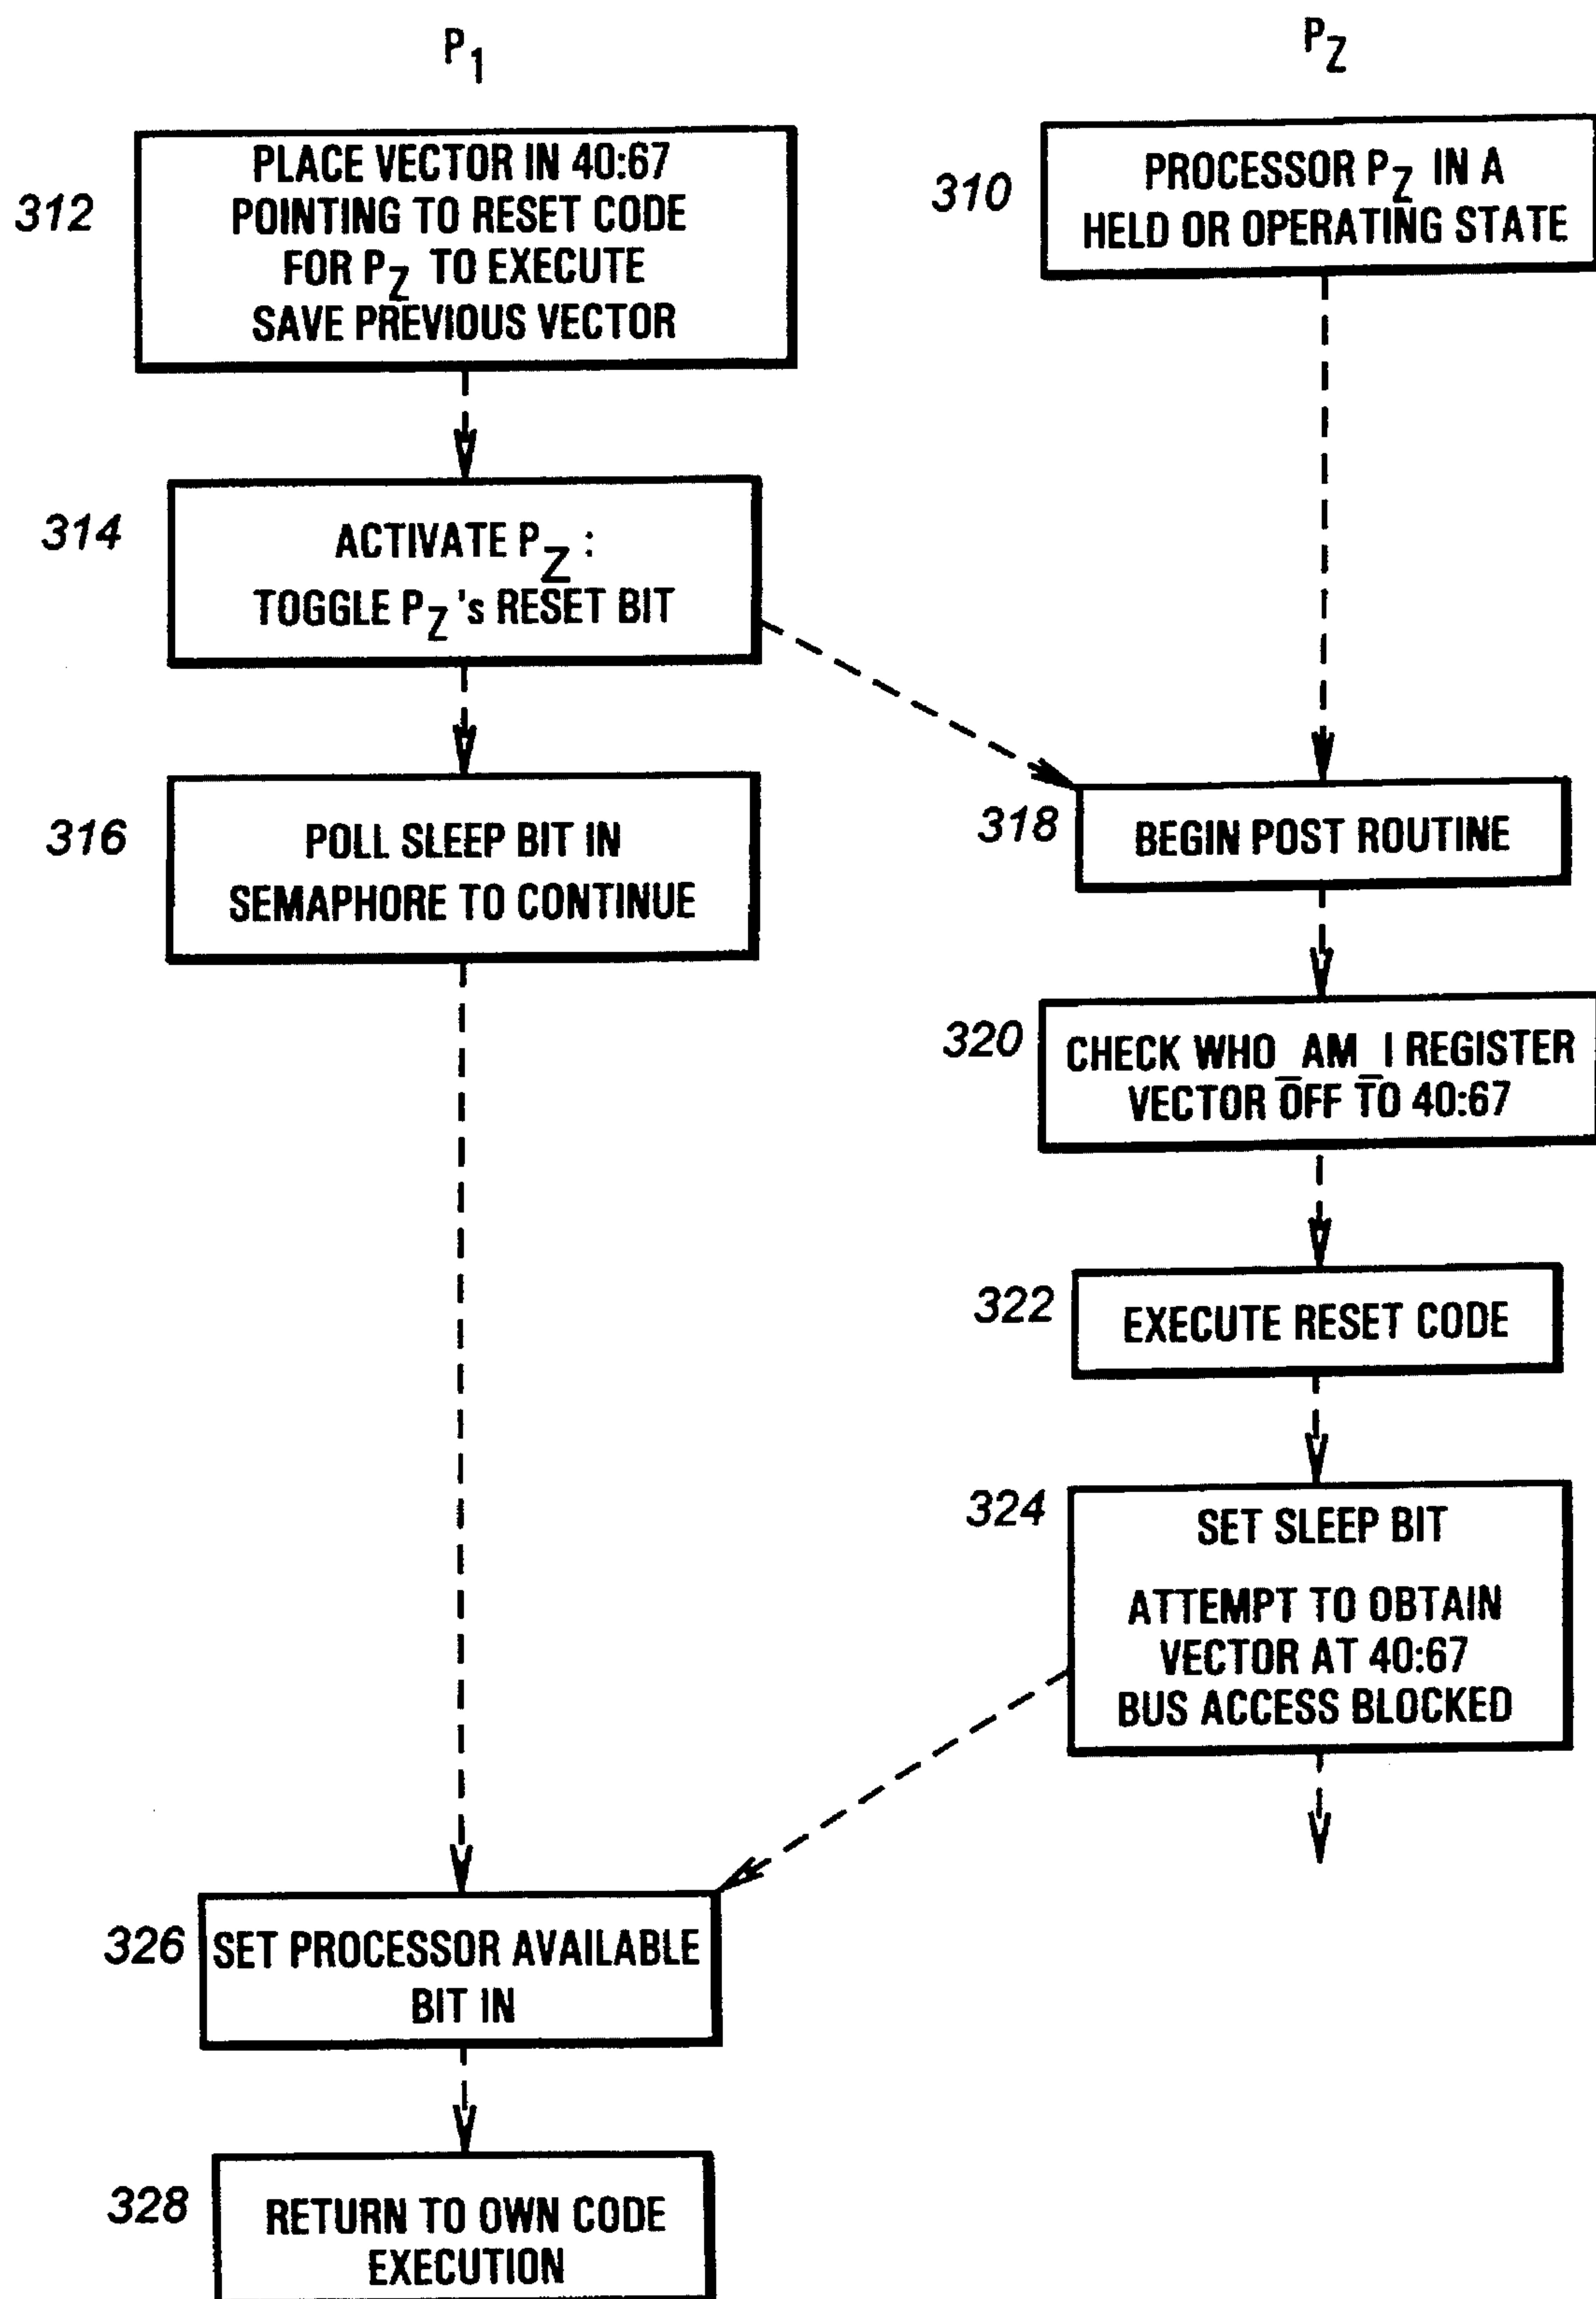 P1
PZ
312
PLACE VECTOR IN 40:67
POINTING TO RESET CODE
FOR PZ TO EXECUTE
SAVE PREVIOUS VECTOR
310
PROCESSOR PZ IN A
HELD OR OPERATING STATE
314
ACTIVATE PZ :
TOGGLE PZ's RESET BIT
316
POLL SLEEP BIT IN
SEMAPHORE TO CONTINUE
318
BEGIN POST ROUTINE
320
CHECK WHO_AM_I REGISTER
VECTOR OFF TO 40:67
322
EXECUTE RESET CODE
324
SET SLEEP BIT
ATTEMPT TO OBTAIN
VECTOR AT 40:67
BUS ACCESS BLOCKED
326
SET PROCESSOR AVAILABLE
BIT IN
328
RETURN TO OWN CODE
EXECUTION